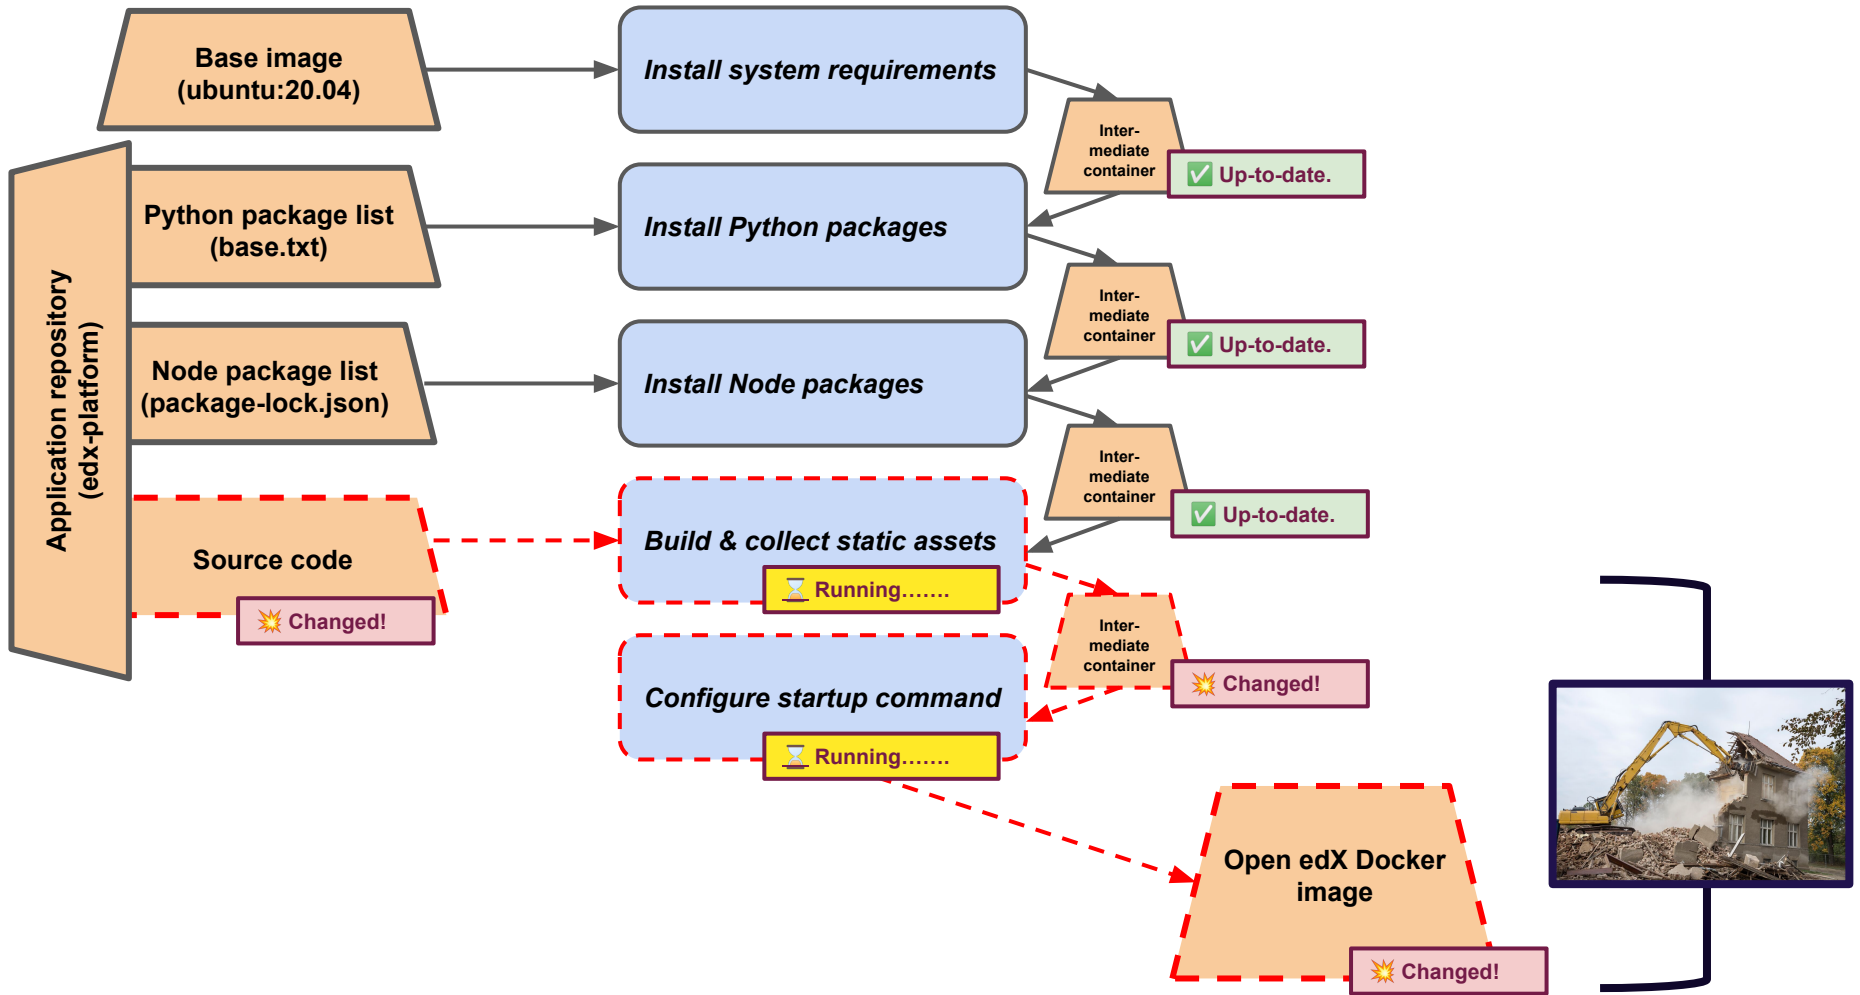 Base image
(ubuntu:20.04)
Install system requirements
Inter-
mediate
container
✅ Up-to-date.
Application repository
(edx-platform)
Python package list
(base.txt)
Install Python packages
Inter-
mediate
container
✅ Up-to-date.
Node package list
(package-lock.json)
Install Node packages
Inter-
mediate
container
✅ Up-to-date.
Source code
💥 Changed!
Build & collect static assets
⏳ Running.......
Inter-
mediate
container
💥 Changed!
Configure startup command
⏳ Running.......
Open edX Docker
image
💥 Changed!